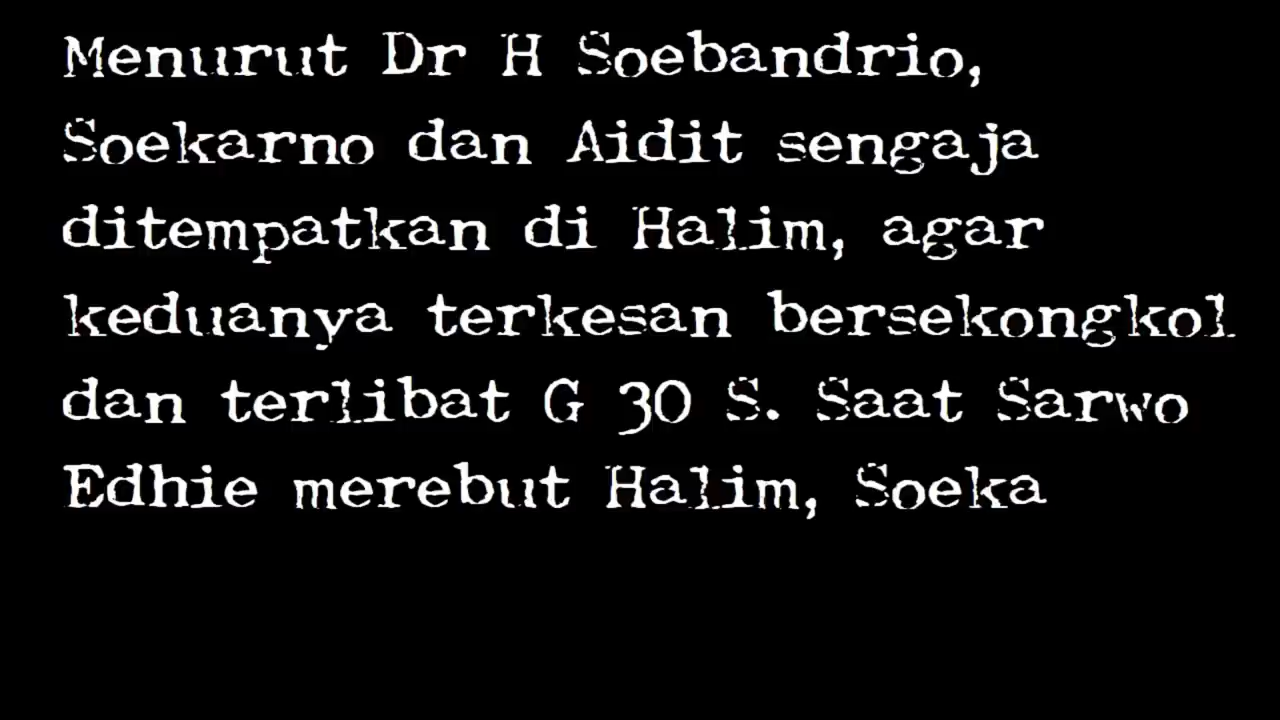 Menurut Dr H Soebandrio,
Soekarno dan Aidit sengaja
ditempatkan di Halim, agar
keduanya terkesan bersekongkol
dan terlibat G 30 S. Saat Sarwo
Edhie merebut Halim, Soeka